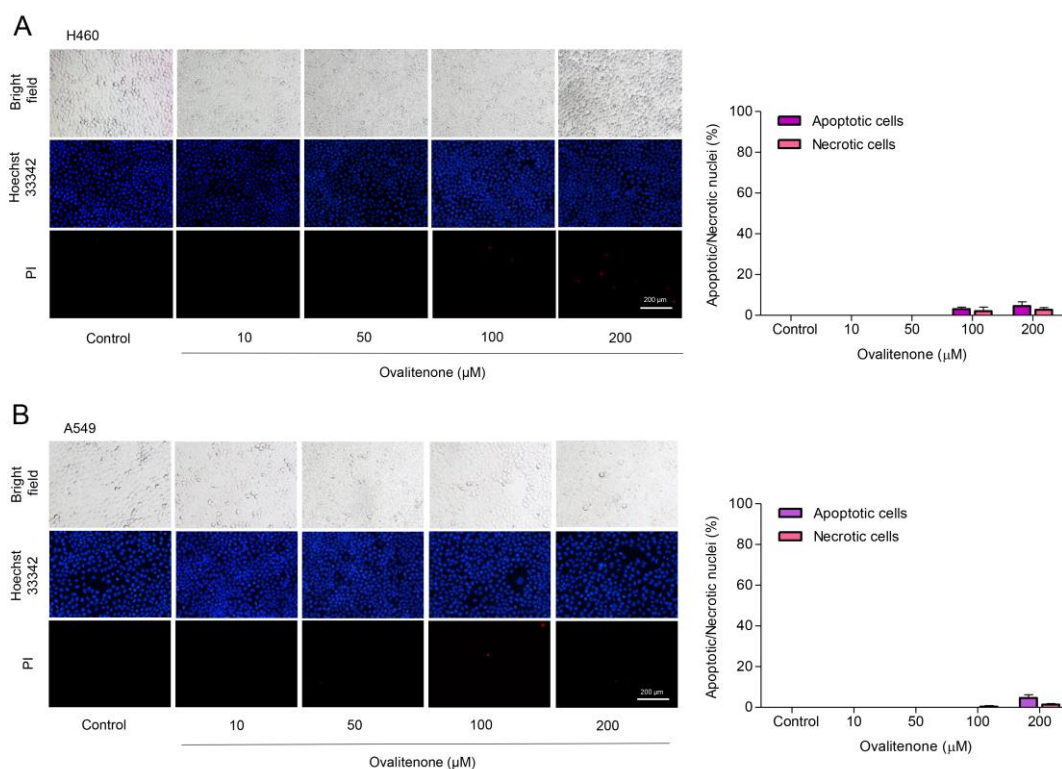 A
H460
Bright field
Hoechst 33342
PI
200 µm
Control 10 50 100 200
Ovalitenone (µM)
Apoptotic/Necrotic nuclei (%)
100
80
60
40
20
0
Apoptotic cells
Necrotic cells
Control 10 50 100 200
Ovalitenone (µM)
B
A549
Bright field
Hoechst 33342
PI
200 µm
Control 10 50 100 200
Ovalitenone (µM)
Apoptotic/Necrotic nuclei (%)
100
80
60
40
20
0
Apoptotic cells
Necrotic cells
Control 10 50 100 200
Ovalitenone (µM)